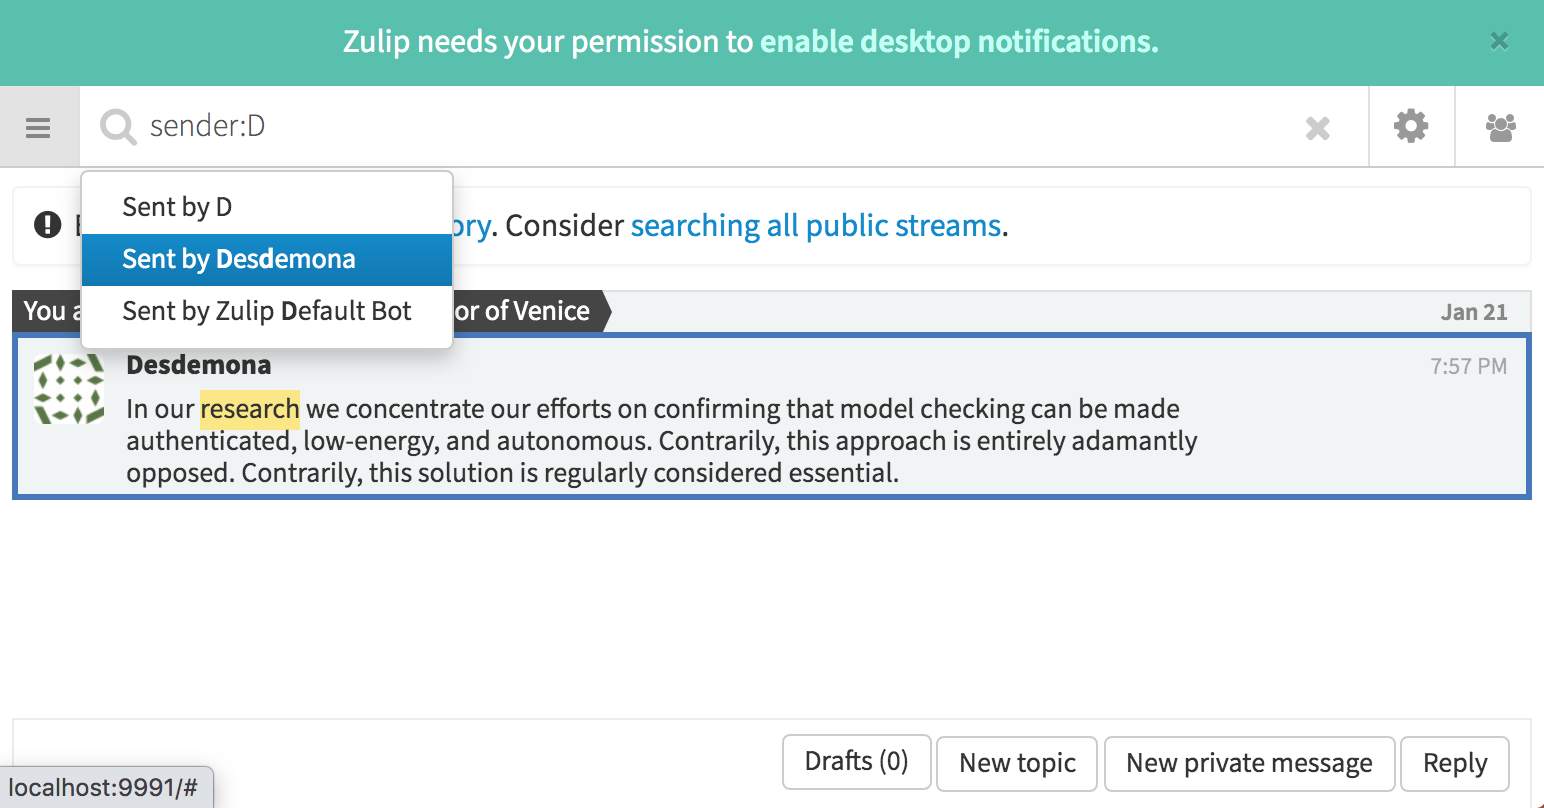 Zulip needs your permission to enable desktop notifications.
sender:D
Sent by D
. Consider searching all public streams.
Sent by Desdemona
Sent by Zulip Default Bot
You
of Venice
Jan 21
Desdemona
7:57 PM
In our research we concentrate our efforts on confirming that model checking can be made
authenticated, low-energy, and autonomous. Contrarily, this approach is entirely adamantly
opposed. Contrarily, this solution is regularly considered essential.
Drafts (0)
New topic
New private message
Reply
localhost:9991/#